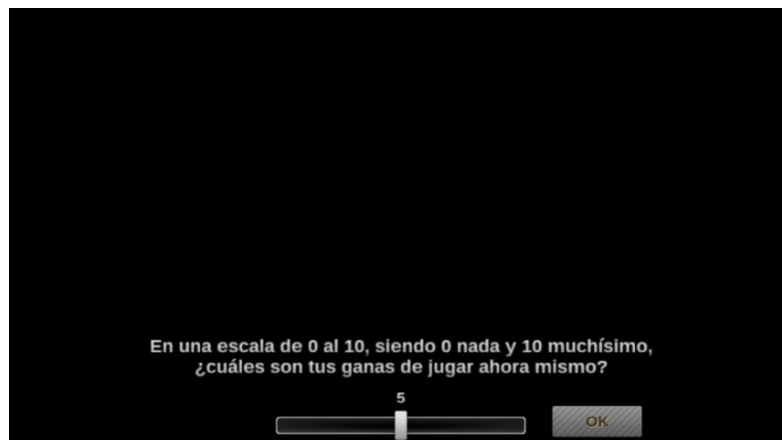 En una escala de 0 al 10, siendo 0 nada y 10 muchísimo,
¿cuáles son tus ganas de jugar ahora mismo?
5
OK